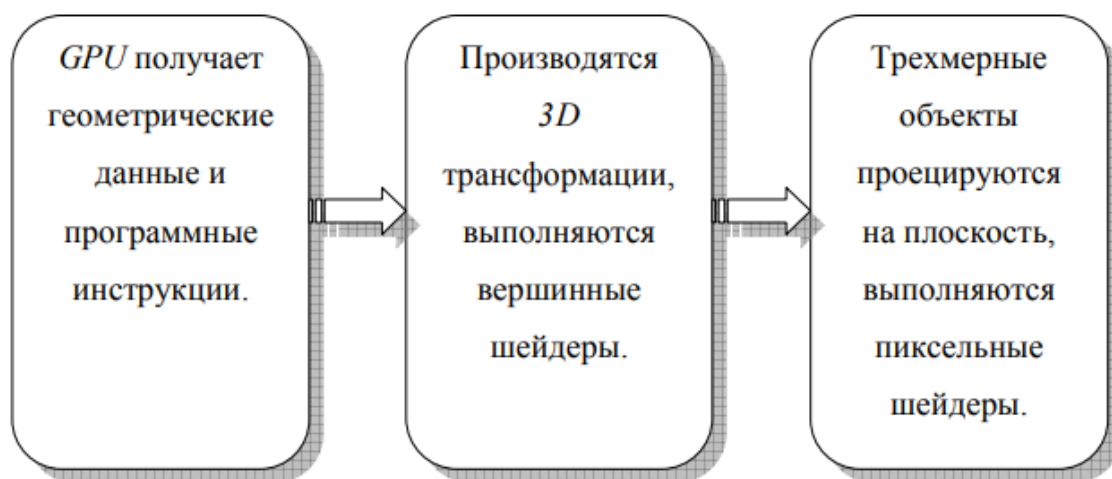 GPU получает
геометрические
данные и
программные
инструкции.
Производятся
3D
трансформации,
выполняются
вершинные
шейдеры.
Трехмерные
объекты
проецируются
на плоскость,
выполняются
пиксельные
шейдеры.